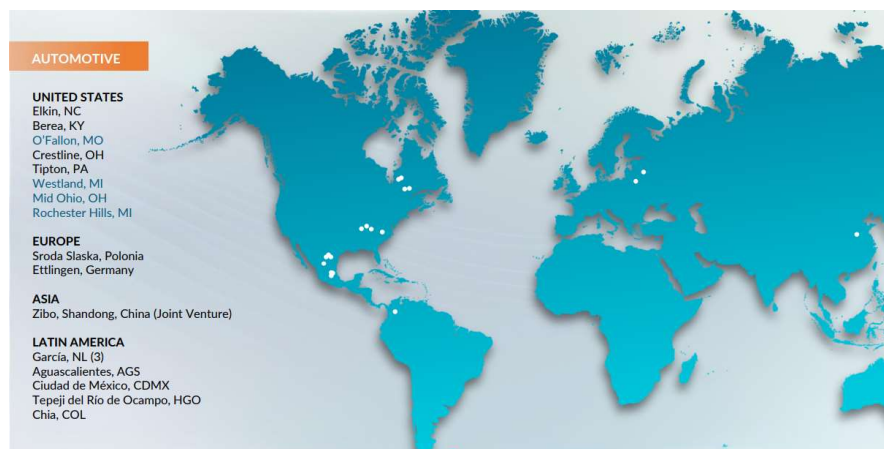 AUTOMOTIVE
UNITED STATES
Elkin, NC
Berea, KY
O'Fallon, MO
Crestline, OH
Tipton, PA
Westland, MI
Mid Ohio, OH
Rochester Hills, MI
EUROPE
Sroda Slaska, Polonia
Ettlingen, Germany
ASIA
Zibo, Shandong, China (Joint Venture)
LATIN AMERICA
García, NL (3)
Aguascalientes, AGS
Ciudad de México, CDMX
Tepeji del Río de Ocampo, HGO
Chia, COL